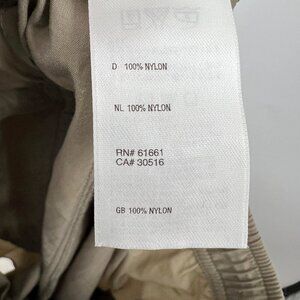 D 100% NYLON
NL 100% NYLON
RN# 61661
CA# 30516
GB 100% NYLON